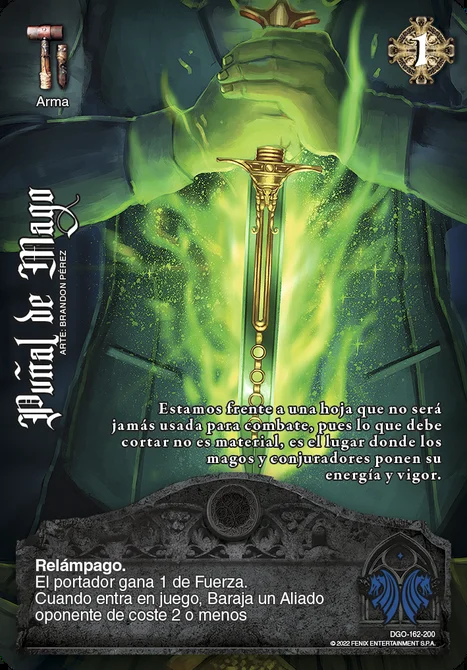 1
Arma
Puñal de Mago
ARTE: BRANDON PÉREZ
Estamos frente a una hoja que no será
jamás usada para combate, pues lo que debe
cortar no es material, es el lugar donde los
magos y conjuradores ponen su
energía y vigor.
Relámpago.
El portador gana 1 de Fuerza.
Cuando entra en juego, Baraja un Aliado
oponente de coste 2 o menos
DGO-162-200
© 2022 FENIX ENTERTAINMENT S.P.A.